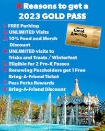 8 Reasons to get a
2023 GOLD PASS
FREE Parking
UNLIMITED Visits
10% Food and Merch
Discount
UNLIMITED visits to
Tricks and Treats / Winterfest
Eligible for 2 Pre-K Passes
Renewing Passholder get 1 Free
Bring-A-Friend Ticket
Pass Perks Rewards
Bring-A-Friend Discount